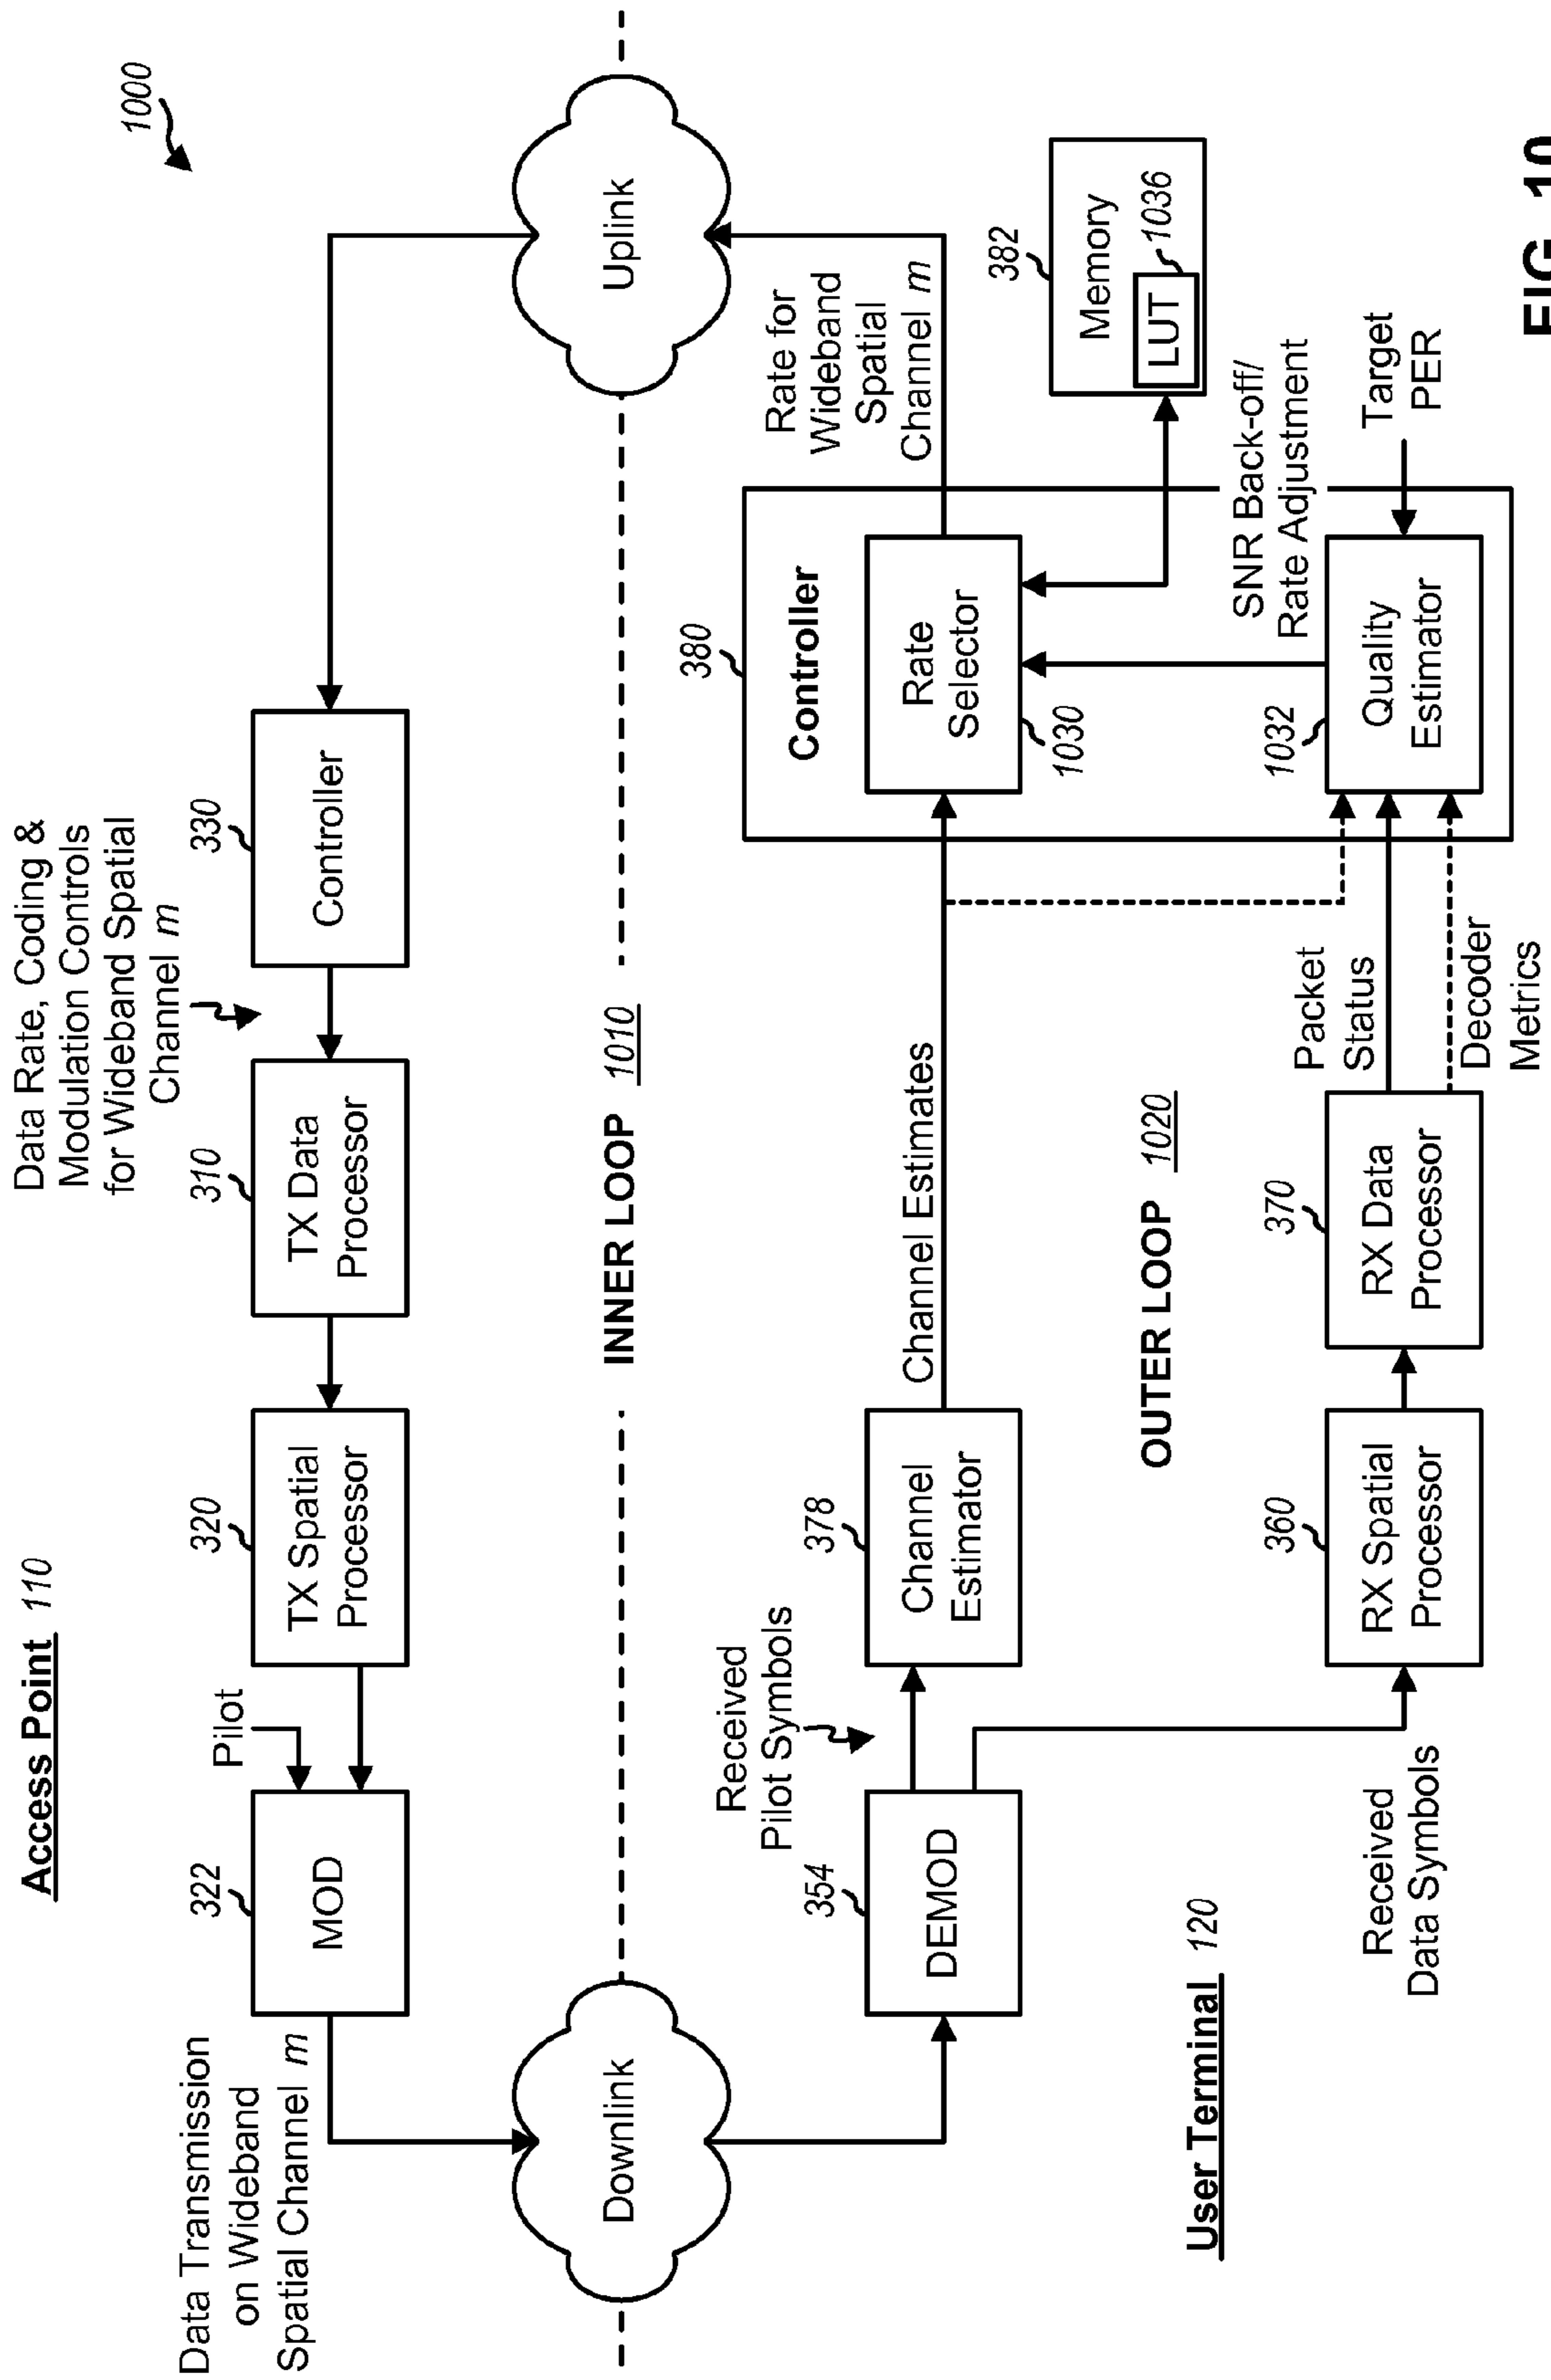 1000
Access Point 110
Data Rate, Coding &
Modulation Controls
for Wideband Spatial
Channel m
Data Transmission
on Wideband
Spatial Channel m
322
MOD
Pilot
320
TX Spatial
Processor
310
TX Data
Processor
330
Controller
Downlink
INNER LOOP 1010
Uplink
Received
Pilot Symbols
354
DEMOD
378
Channel
Estimator
Channel Estimates
380
Controller
Rate
Selector
1030
Rate for
Wideband
Spatial
Channel m
382
Memory
LUT
1036
OUTER LOOP 1020
User Terminal 120
Received
Data Symbols
360
RX Spatial
Processor
370
RX Data
Processor
Packet
Status
Decoder
Metrics
1032
Quality
Estimator
SNR Back-off/
Rate Adjustment
Target
PER